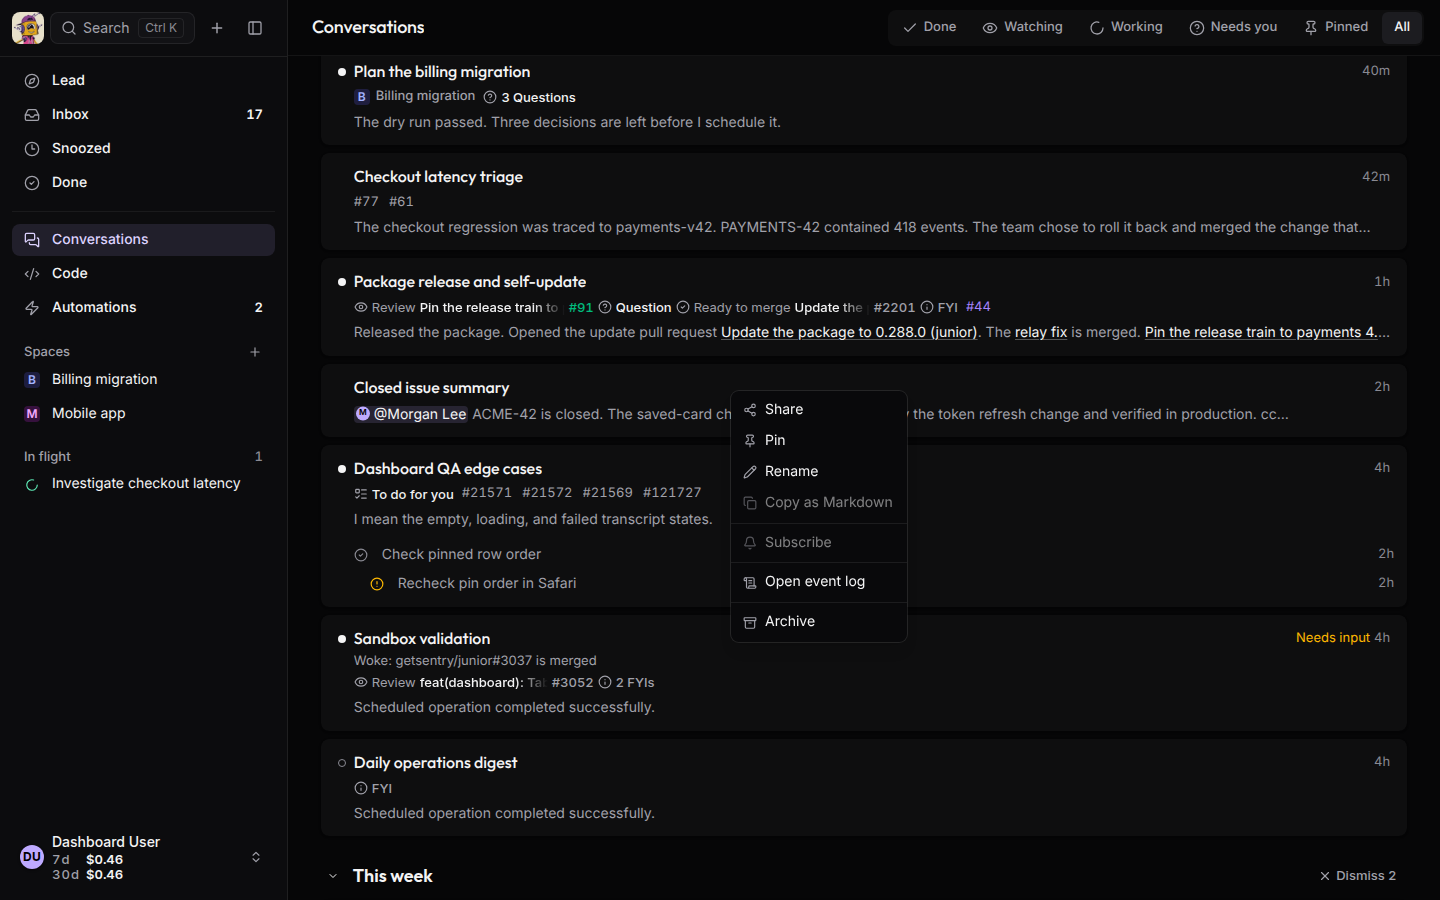 Search Ctrl K
Lead
Inbox 17
Snoozed
Done
Conversations
Code
Automations 2
Spaces
B Billing migration
M Mobile app
In flight 1
Investigate checkout latency
DU Dashboard User
7d $0.46
30d $0.46
Conversations
Done Watching Working Needs you Pinned All
Plan the billing migration 40m
B Billing migration 3 Questions
The dry run passed. Three decisions are left before I schedule it.
Checkout latency triage 42m
#77 #61
The checkout regression was traced to payments-v42. PAYMENTS-42 contained 418 events. The team chose to roll it back and merged the change that...
Package release and self-update 1h
Review Pin the release train to #91 Question Ready to merge Update the #2201 FYI #44
Released the package. Opened the update pull request Update the package to 0.288.0 (junior). The relay fix is merged. Pin the release train to payments 4....
Closed issue summary 2h
M @Morgan Lee ACME-42 is closed. The saved-card ch the token refresh change and verified in production. cc...
Dashboard QA edge cases 4h
To do for you #21571 #21572 #21569 #121727
I mean the empty, loading, and failed transcript states.
Check pinned row order 2h
Recheck pin order in Safari 2h
Share
Pin
Rename
Copy as Markdown
Subscribe
Open event log
Archive
Sandbox validation Needs input 4h
Woke: getsentry/junior#3037 is merged
Review feat(dashboard): Ta #3052 2 FYIs
Scheduled operation completed successfully.
Daily operations digest 4h
FYI
Scheduled operation completed successfully.
This week Dismiss 2